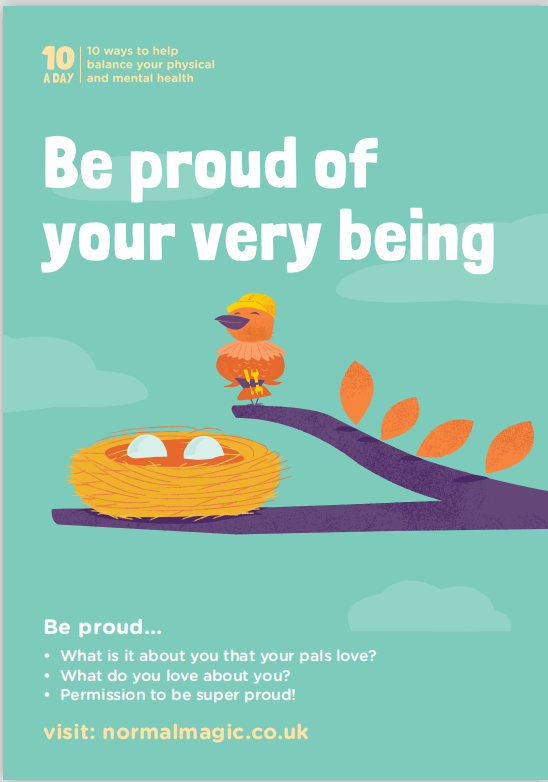 10
A DAY
10 ways to help
balance your physical
and mental health
Be proud of
your very being
Be proud...
• What is it about you that your pals love?
• What do you love about you?
• Permission to be super proud!
visit: normalmagic.co.uk